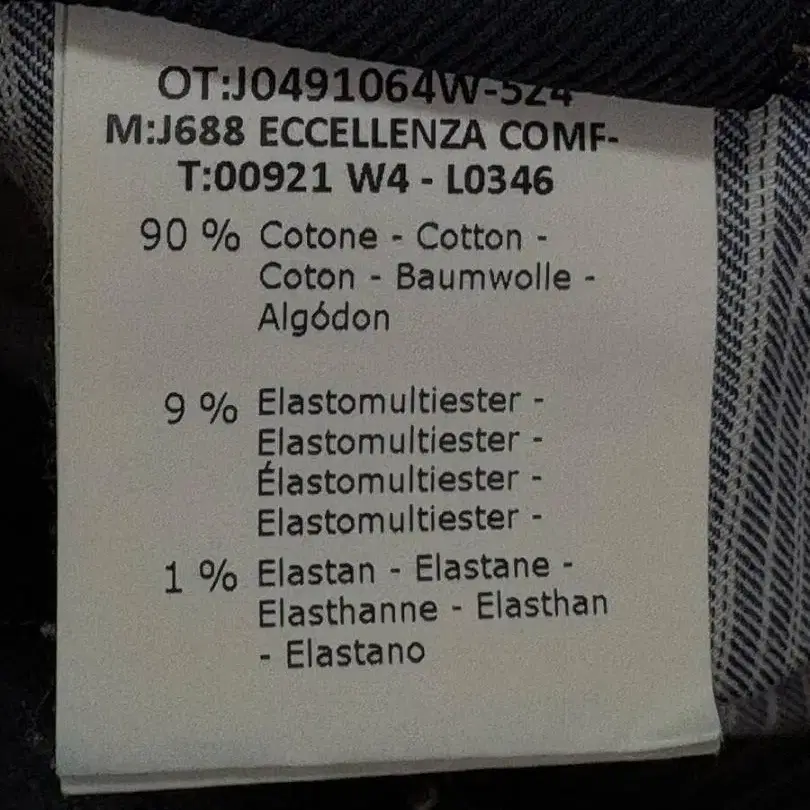 OT:J0491064W-524
M:J688 ECCELLENZA COMF-
T:00921 W4 - L0346
90 % Cotone - Cotton -
Coton - Baumwolle -
Algódon
9 % Elastomultiester -
Elastomultiester -
Élastomultiester -
Elastomultiester -
1 % Elastan - Elastane -
Elasthanne - Elasthan
- Elastano